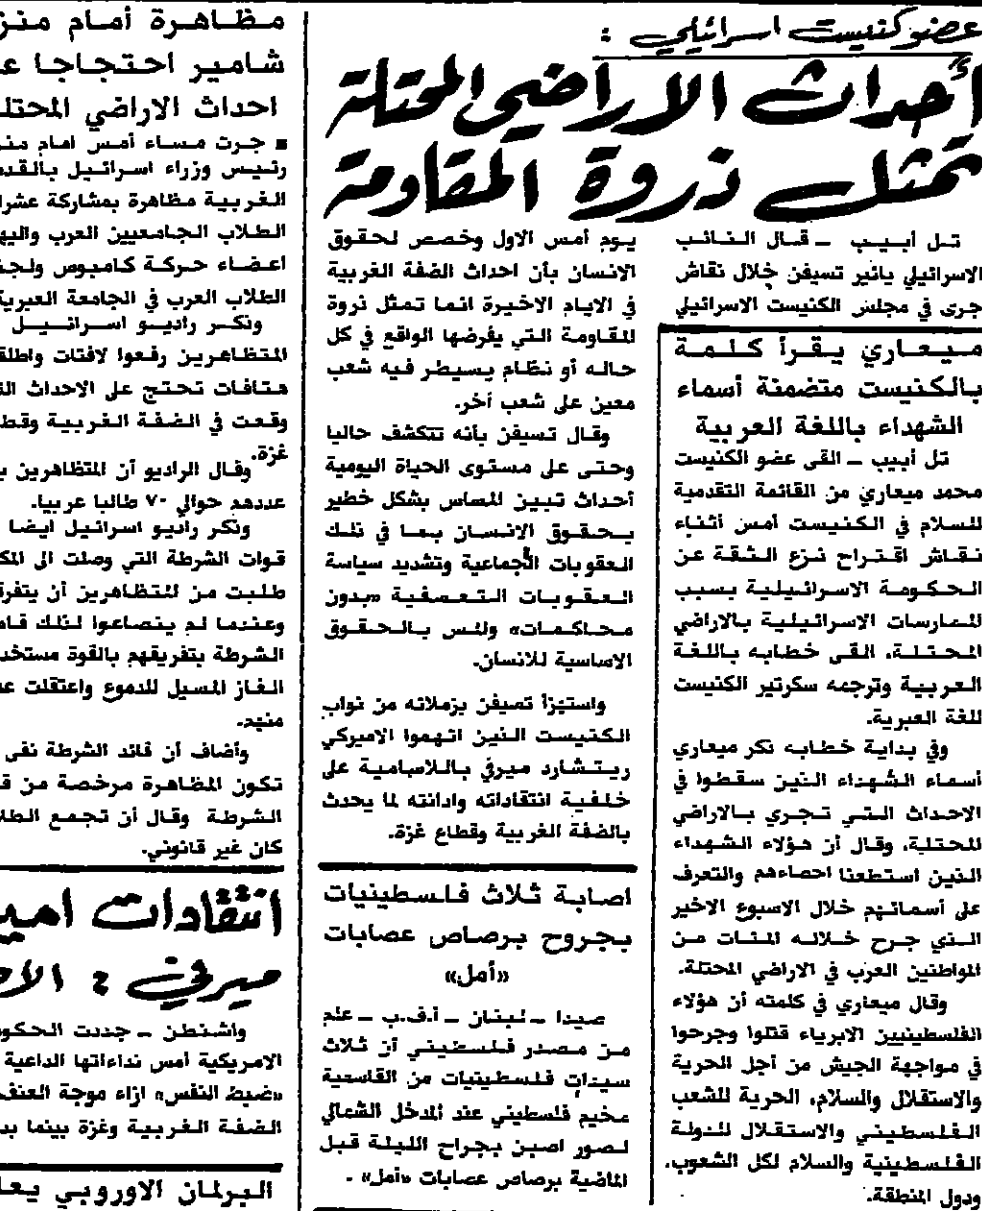 عضو كنيست اسرائيلي :
أحداث الاراضي المحتلة
تمثل ذروة المقاومة
تل أبيب – قال النائب
الاسرائيلي يائير تسيفن خلال نقاش
جرى في مجلس الكنيست الاسرائيلي
يوم أمس الاول وخصص لحقوق
الانسان بأن احداث الضفة الغربية
في الايام الاخيرة انما تمثل ذروة
المقاومة التي يفرضها الواقع في كل
حاله أو نظام يسيطر فيه شعب
معين على شعب آخر.
وقال تسيفن بأنه تتكشف حاليا
وحتى على مستوى الحياة اليومية
أحداث تبين المساس بشكل خطير
بحقوق الانسان بما في ذلك
العقوبات الجماعية وتشديد سياسة
العقوبات التعسفية «بدون
محاكمات» والمس بالحقوق
الاساسية للانسان.
واستهزأ تسيفن بزملائه من نواب
الكنيست الذين اتهموا الاميركي
ريتشارد ميرفي باللاسامية على
خلفية انتقاداته وادانته لما يحدث
بالضفة الغربية وقطاع غزة.
ميعاري يقرأ كلمة
بالكنيست متضمنة أسماء
الشهداء باللغة العربية
تل أبيب – القى عضو الكنيست
محمد ميعاري من القائمة التقدمية
للسلام في الكنيست أمس أثناء
نقاش اقتراح نزع الثقة عن
الحكومة الاسرائيلية بسبب
الممارسات الاسرائيلية بالاراضي
المحتلة، القى خطابه باللغة
العربية وترجمه سكرتير الكنيست
للغة العبرية.
وفي بداية خطابه ذكر ميعاري
أسماء الشهداء الذين سقطوا في
الاحداث التي تجري بالاراضي
المحتلة، وقال أن هؤلاء الشهداء
الذين استطعنا احصاءهم والتعرف
على أسمائهم خلال الاسبوع الاخير
الذي جرح خلاله المئات من
المواطنين العرب في الاراضي المحتلة.
وقال ميعاري في كلمته أن هؤلاء
الفلسطينيين الابرياء قتلوا وجرحوا
في مواجهة الجيش من أجل الحرية
والاستقلال والسلام، الحرية للشعب
الفلسطيني والاستقلال للدولة
الفلسطينية والسلام لكل الشعوب،
ودول المنطقة.
اصابة ثلاث فلسطينيات
بجروح برصاص عصابات
«أمل»
صيدا – لبنان – أ.ف.ب – علم
من مصدر فلسطيني أن ثلاث
سيدات فلسطينيات من القاسمية
مخيم فلسطيني عند المدخل الشمالي
لصور اصبن بجراح الليلة قبل
الماضية برصاص عصابات «أمل» .
مظاهرة أمام منز
شامير احتجاجا ع
احداث الاراضي المحتل
■ جرت مساء أمس امام منز
رئيس وزراء اسرائيل بالقد
الغربية مظاهرة بمشاركة عشرا
الطلاب الجامعيين العرب واليه
اعضاء حركة كامبوس ولجن
الطلاب العرب في الجامعة العبريك
وذكر راديو اسرائيل
المتظاهرين رفعوا لافتات واطلق
هتافات تحتج على الاحداث الت
وقعت في الضفة الغربية وقط
غزة.
وقال الراديو أن المتظاهرين ب
عددهم حوالي ٧٠ طالبا عربيا.
وذكر راديو اسرائيل ايضا
قوات الشرطة التي وصلت الى المك
طلبت من المتظاهرين أن يتفرق
وعندما لم ينصاعوا لذلك قام
الشرطة بتفريقهم بالقوة مستخد
الغاز المسيل للدموع واعتقلت عد
منهم.
وأضاف أن قائد الشرطة نفى
تكون المظاهرة مرخصة من ق
الشرطة وقال أن تجمع الطلا
كان غير قانوني.
انتقادات امير
ميرفي : الأح
واشنطن – جددت الحكوم
الامريكية أمس نداءاتها الداعية
«ضبط النفس» ازاء موجة العنف
الضفة الغربية وغزة بينما بد
البرلمان الاوروبي يعا